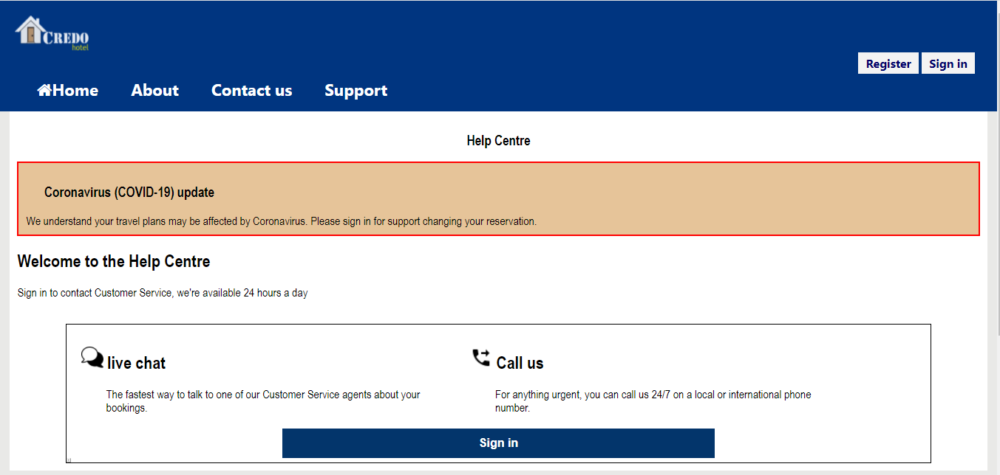 CREDO
hotel
Register Sign in
Home About Contact us Support
Help Centre
Coronavirus (COVID-19) update
We understand your travel plans may be affected by Coronavirus. Please sign in for support changing your reservation.
Welcome to the Help Centre
Sign in to contact Customer Service, we're available 24 hours a day
live chat
The fastest way to talk to one of our Customer Service agents about your
bookings.
Call us
For anything urgent, you can call us 24/7 on a local or international phone
number.
Sign in